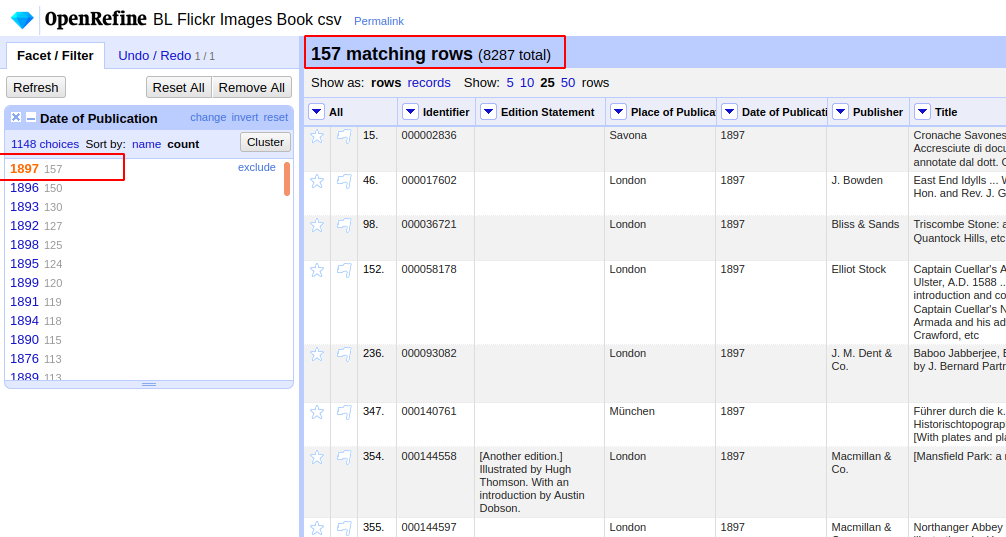 OpenRefine BL Flickr Images Book csv Permalink
Facet / Filter Undo / Redo 1 / 1
Refresh Reset All Remove All
Date of Publication change invert reset
1148 choices Sort by: name count Cluster
1897 157 exclude
1896 150
1893 130
1892 127
1898 125
1895 124
1899 120
1891 119
1894 118
1890 115
1876 113
1889 113
157 matching rows (8287 total)
Show as: rows records Show: 5 10 25 50 rows
All Identifier Edition Statement Place of Publica Date of Publicati Publisher Title
15. 000002836 Savona 1897 Cronache Savones
Accresciute di docu
annotate dal dott. G
46. 000017602 London 1897 J. Bowden East End Idylls ... W
Hon. and Rev. J. G
98. 000036721 London 1897 Bliss & Sands Triscombe Stone: a
Quantock Hills, etc
152. 000058178 London 1897 Elliot Stock Captain Cuellar's A
Ulster, A.D. 1588 ..
introduction and co
Captain Cuellar's N
Armada and his ad
Crawford, etc
236. 000093082 London 1897 J. M. Dent & Baboo Jabberjee, B
Co. by J. Bernard Partr
347. 000140761 München 1897 Führer durch die k.
Historischtopograp
[With plates and pla
354. 000144558 [Another edition.] London 1897 Macmillan & [Mansfield Park: a
Illustrated by Hugh Co.
Thomson. With an
introduction by Austin
Dobson.
355. 000144597 London 1897 Macmillan & Northanger Abbey